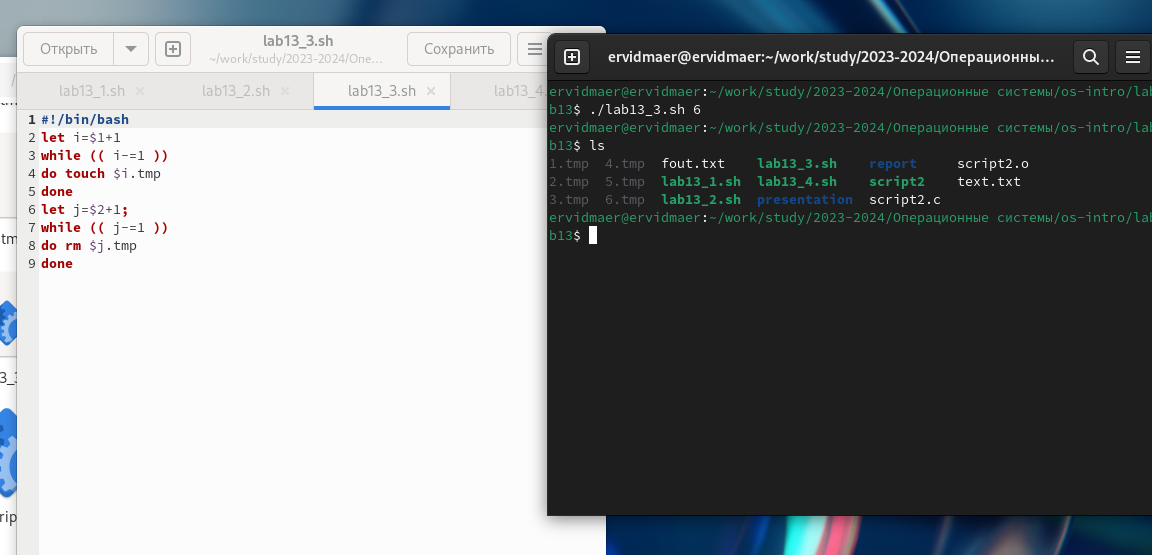 Открыть
lab13_3.sh
~/work/study/2023-2024/Опе...
Сохранить
lab13_1.sh ×
lab13_2.sh ×
lab13_3.sh ×
lab13_4.
1 #!/bin/bash
2 let i=$1+1
3 while (( i-=1 ))
4 do touch $i.tmp
5 done
6 let j=$2+1;
7 while (( j-=1 ))
8 do rm $j.tmp
9 done
ervidmaer@ervidmaer:~/work/study/2023-2024/Операционны...
ervidmaer@ervidmaer:~/work/study/2023-2024/Операционные системы/os-intro/lab
b13$ ./lab13_3.sh 6
ervidmaer@ervidmaer:~/work/study/2023-2024/Операционные системы/os-intro/lab
b13$ ls
1.tmp 4.tmp fout.txt lab13_3.sh report script2.o
2.tmp 5.tmp lab13_1.sh lab13_4.sh script2 text.txt
3.tmp 6.tmp lab13_2.sh presentation script2.c
ervidmaer@ervidmaer:~/work/study/2023-2024/Операционные системы/os-intro/lab
b13$